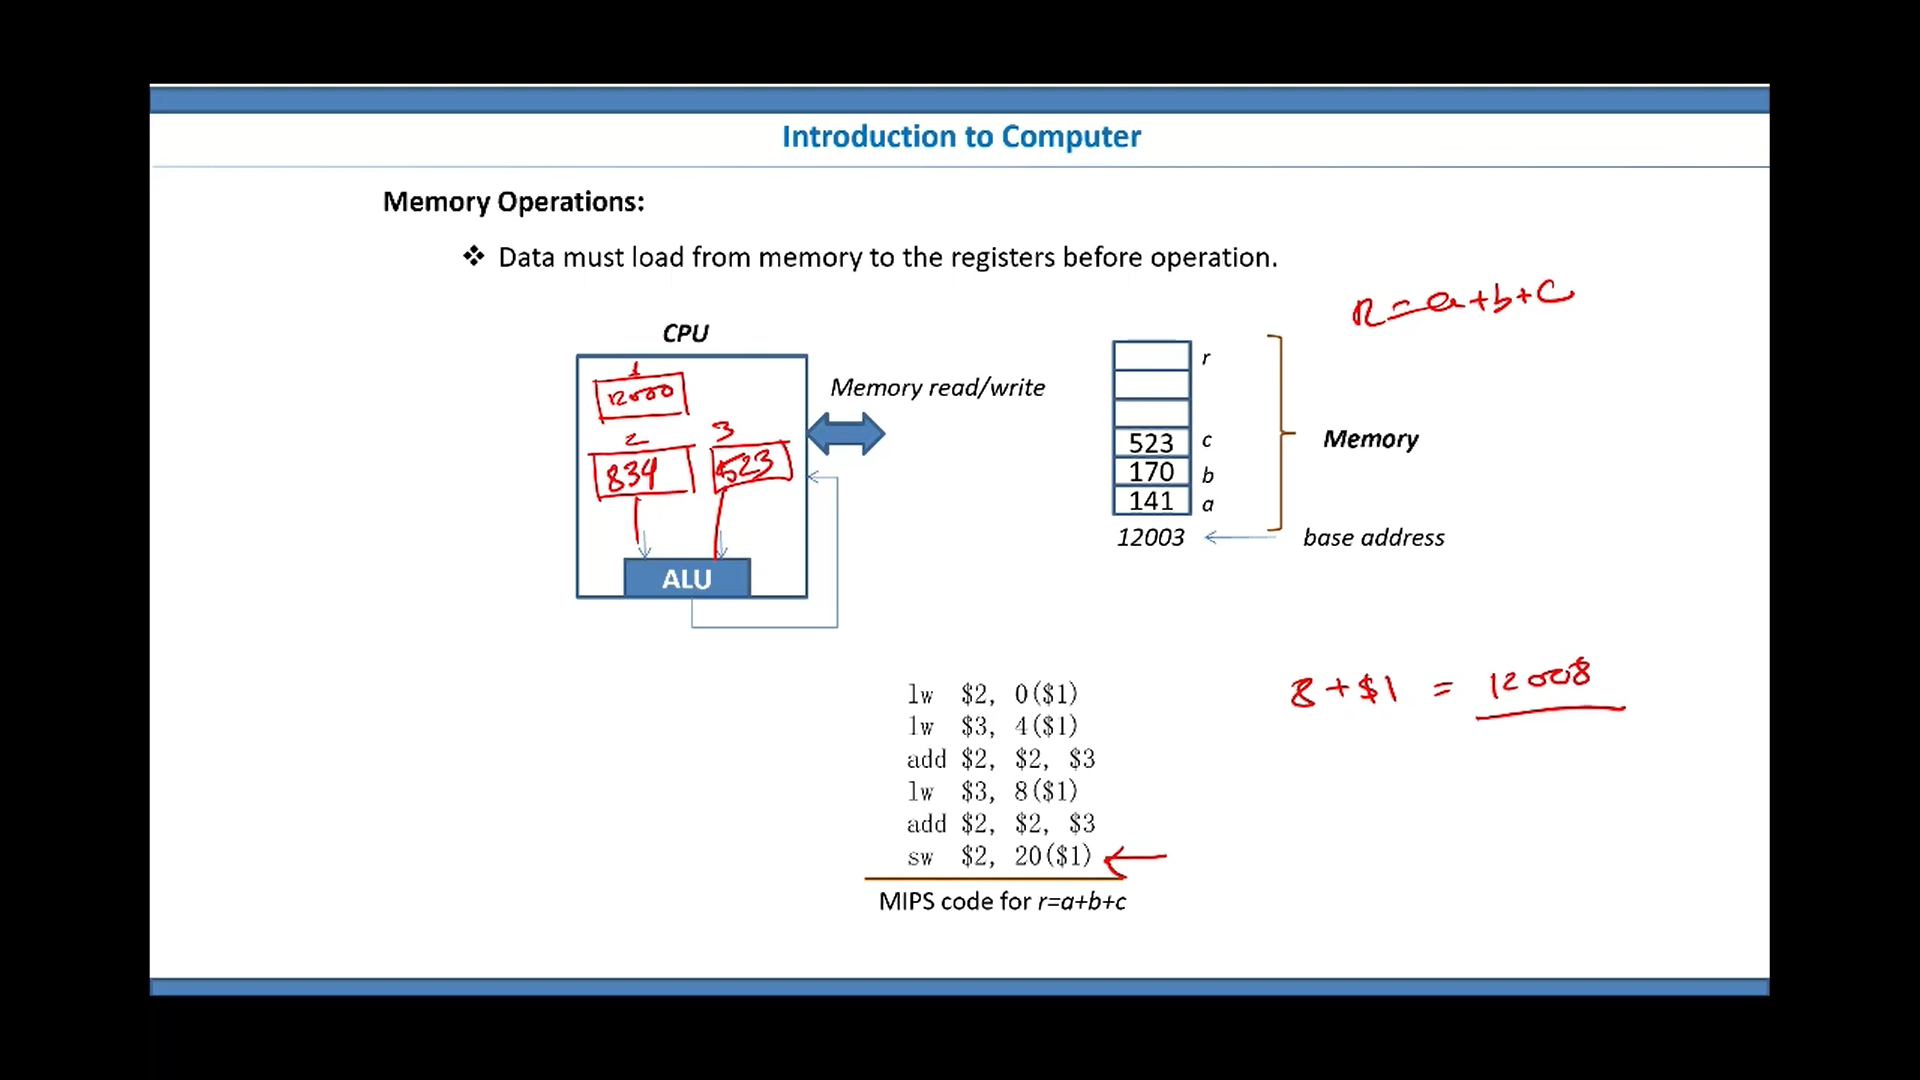 Introduction to Computer
Memory Operations:
❖ Data must load from memory to the registers before operation.
R=a+b+c
CPU
1
12000
2
3
834
523
ALU
Memory read/write
r
523 c
170 b
141 a
12003
Memory
base address
lw $2, 0($1)
lw $3, 4($1)
add $2, $2, $3
lw $3, 8($1)
add $2, $2, $3
sw $2, 20($1)
MIPS code for r=a+b+c
8+$1 = 12008